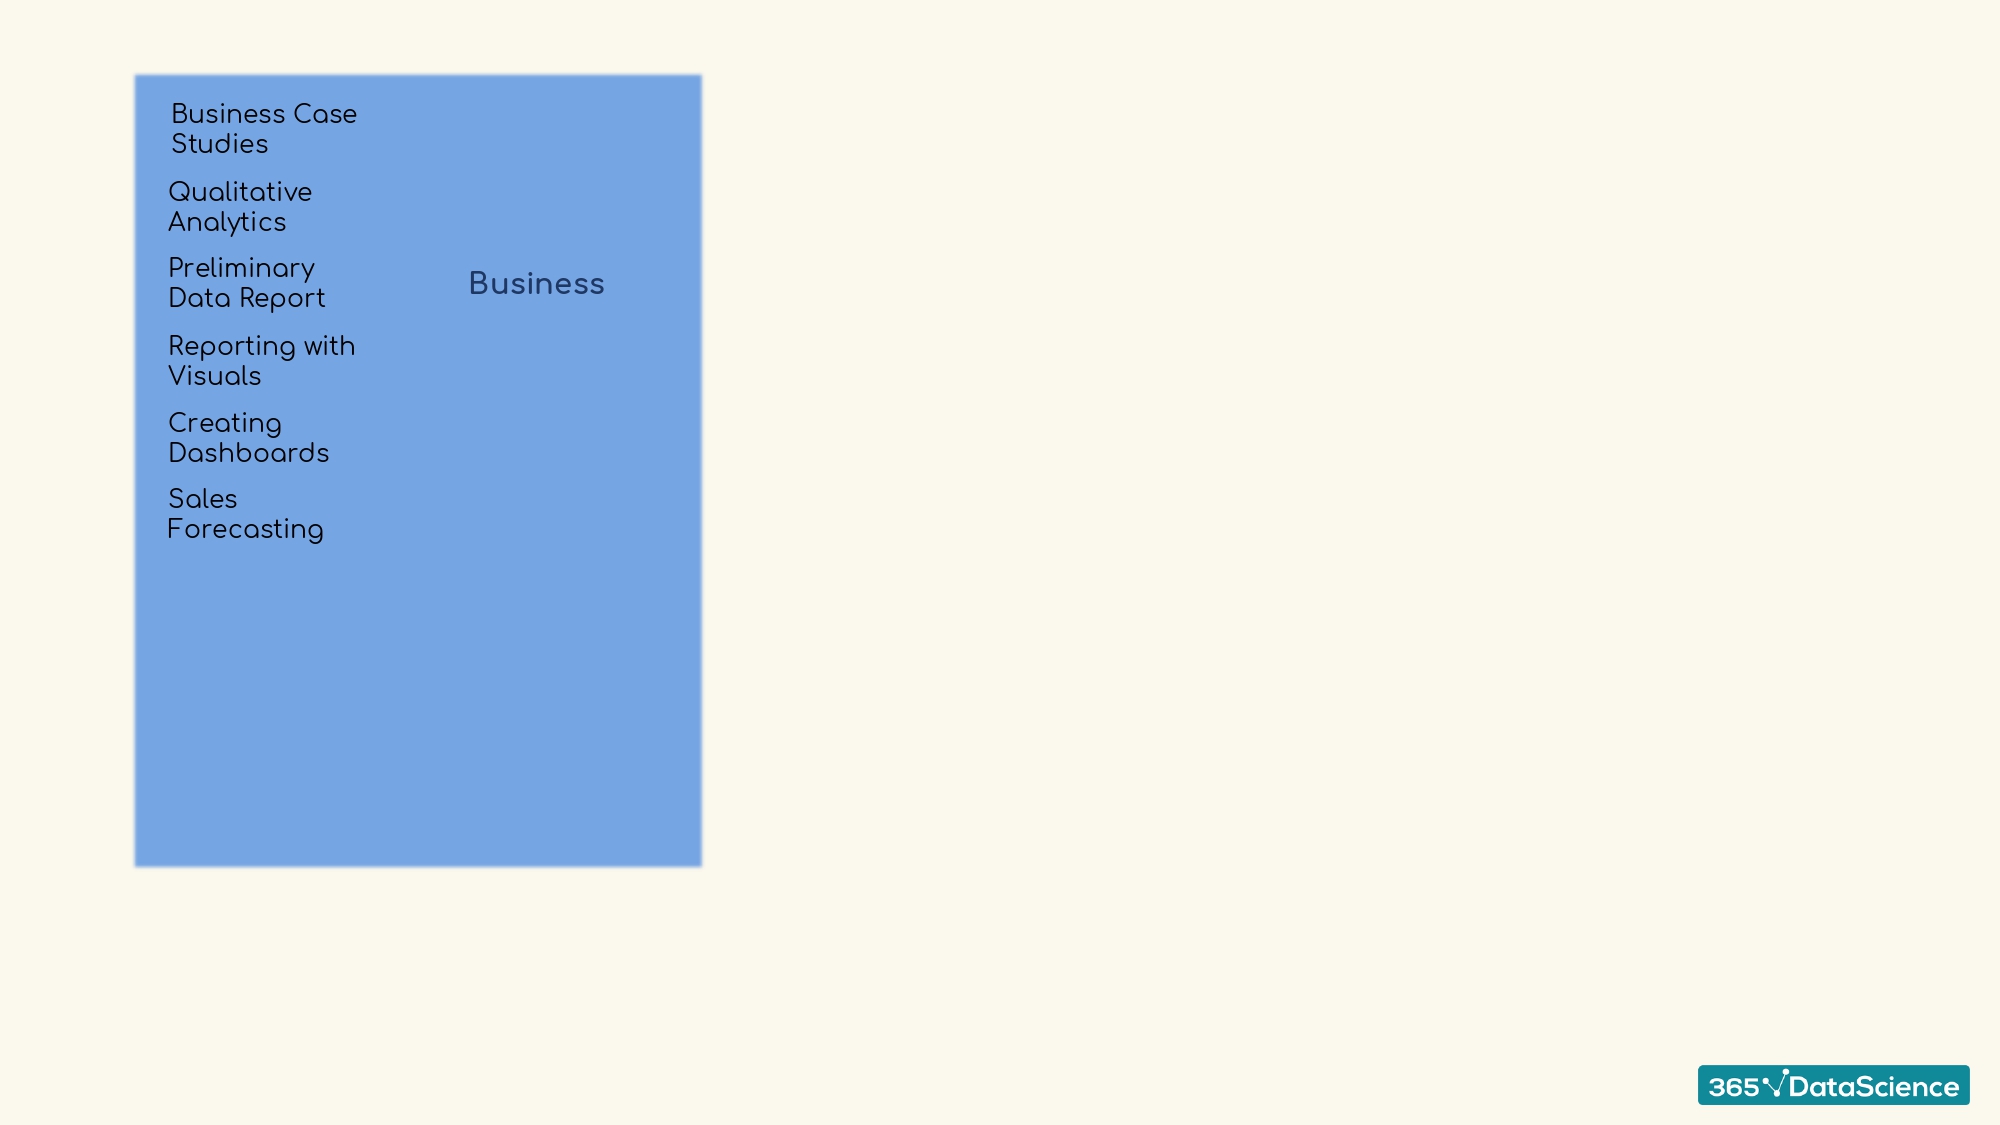 Business Case
Studies
Qualitative
Analytics
Preliminary
Data Report
Business
Reporting with
Visuals
Creating
Dashboards
Sales
Forecasting
365 DataScience